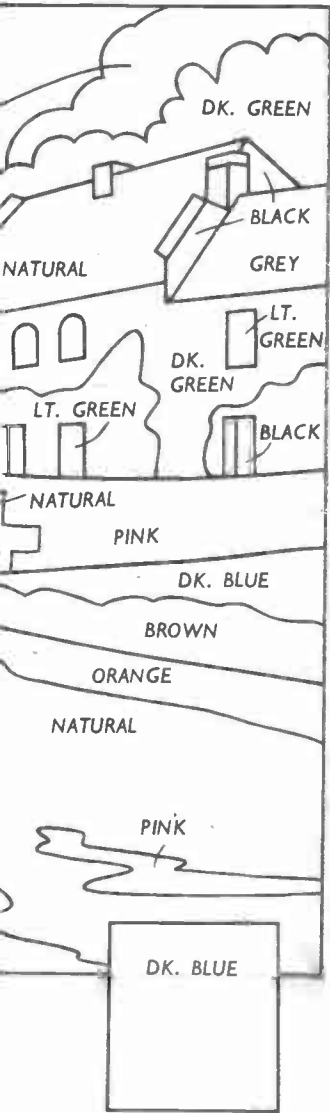 DK. GREEN
BLACK
NATURAL
GREY
LT.
GREEN
DK.
GREEN
LT. GREEN
BLACK
NATURAL
PINK
DK. BLUE
BROWN
ORANGE
NATURAL
PINK
DK. BLUE